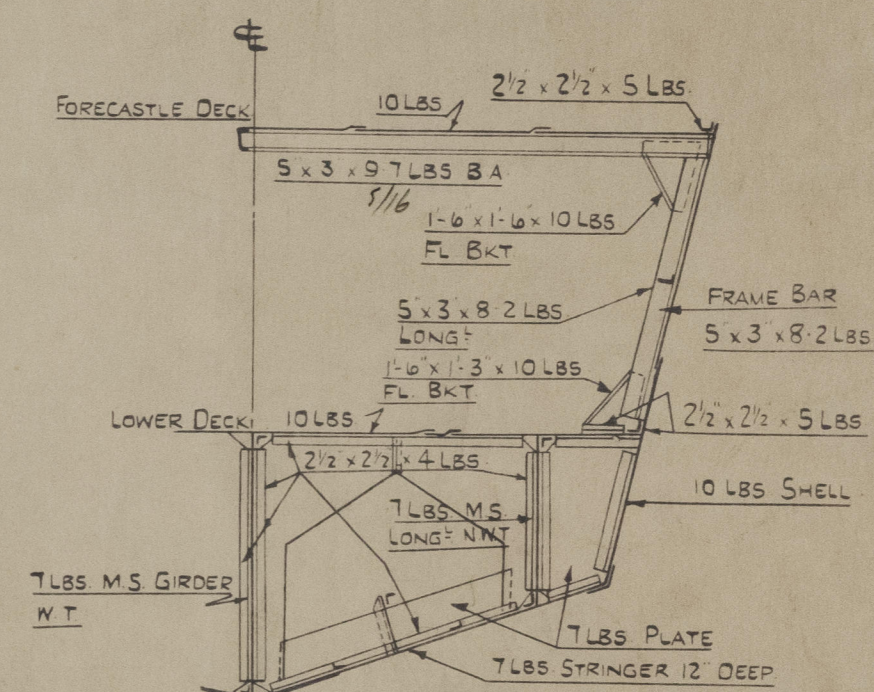 ℄
FORECASTLE DECK
10 LBS
2½" x 2½" x 5 LBS.
5" x 3" x 9·7 LBS B A
5/16
1'-6" x 1'-6" x 10 LBS
FL BKT
5" x 3" x 8·2 LBS
LONGL
FRAME BAR
5" x 3" x 8·2 LBS
1'-6" x 1'-3" x 10 LBS
FL. BKT.
LOWER DECK
10 LBS
2½" x 2½" x 5 LBS
2½" x 2½" x 4 LBS.
10 LBS SHELL
7 LBS. M.S.
LONGL N.W.T
7 LBS. M.S. GIRDER
W.T
7 LBS. PLATE
7 LBS. STRINGER 12" DEEP.